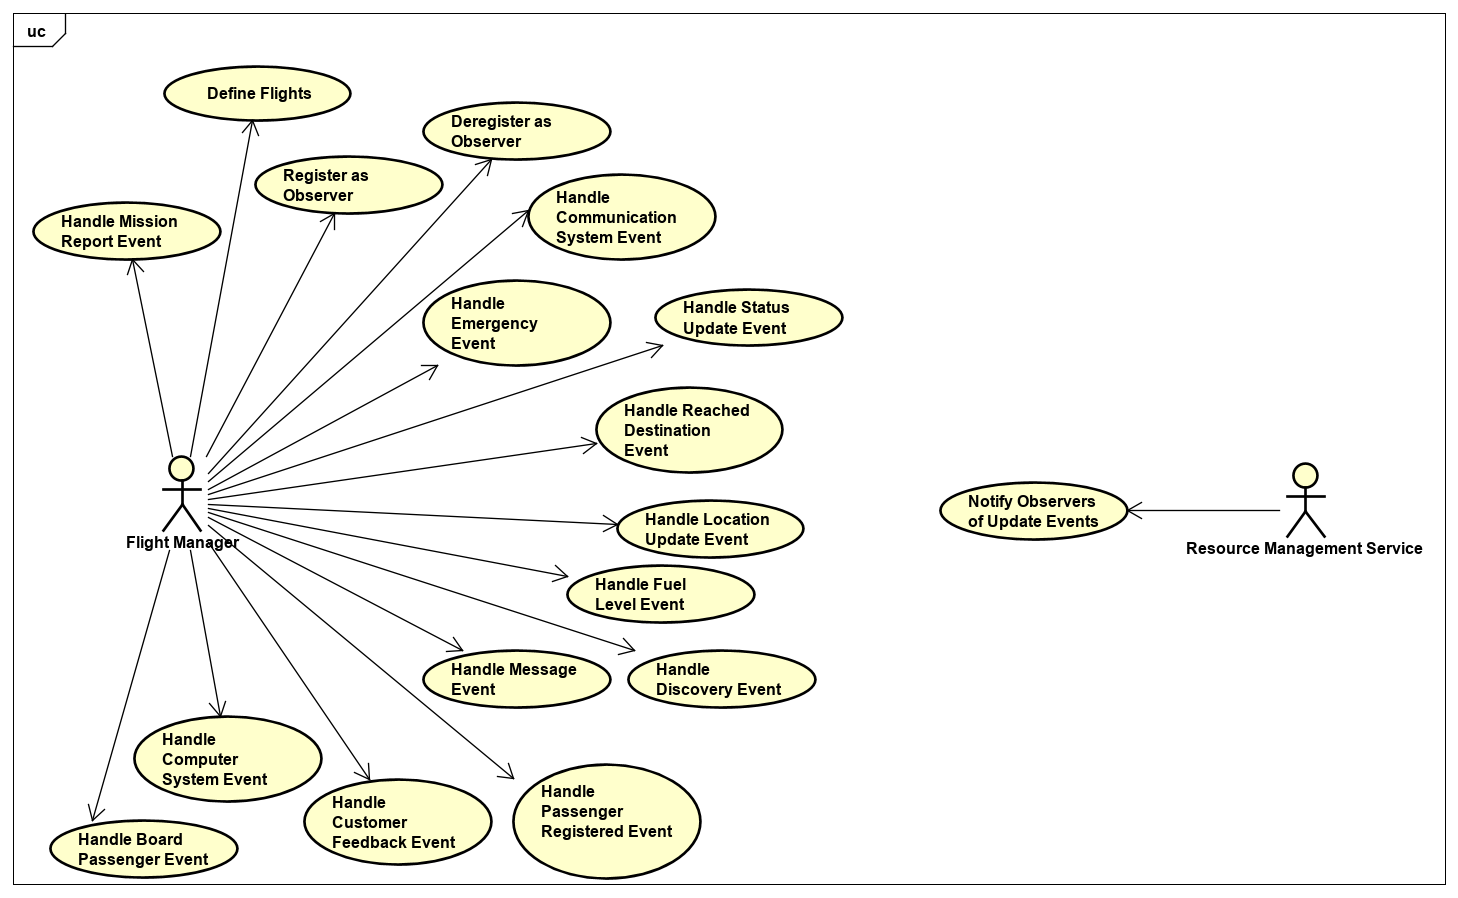 uc
Define Flights
Deregister as
Observer
Register as
Observer
Handle
Communication
System Event
Handle Mission
Report Event
Handle
Emergency
Event
Handle Status
Update Event
Handle Reached
Destination
Event
Notify Observers
of Update Events
Handle Location
Update Event
Flight Manager
Resource Management Service
Handle Fuel
Level Event
Handle Message
Event
Handle
Discovery Event
Handle
Computer
System Event
Handle
Customer
Feedback Event
Handle
Passenger
Registered Event
Handle Board
Passenger Event